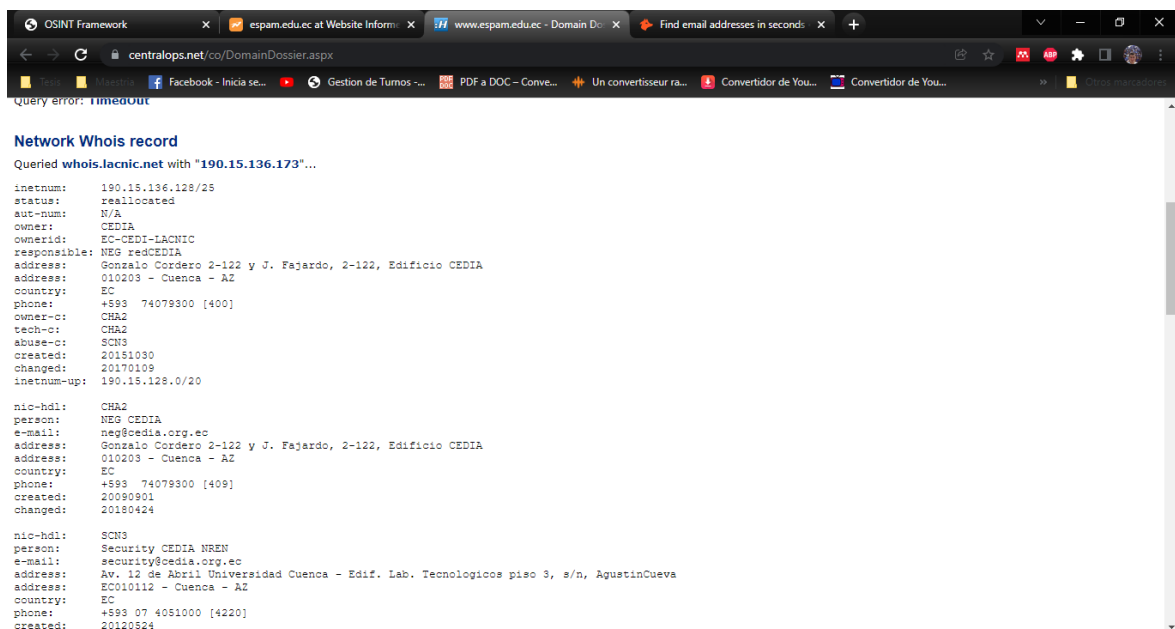 OSINT Framework
espam.edu.ec at Website Informa
www.espam.edu.ec - Domain Do
Find email addresses in seconds
centralops.net/co/DomainDossier.aspx
ABP
Tesis
Maestria
Facebook - Inicia se...
Gestion de Turnos -...
PDF a DOC – Conve...
Un convertisseur ra...
Convertidor de You...
Convertidor de You...
»
Otros marcadores
Query error: TimedOut
Network Whois record
Queried whois.lacnic.net with "190.15.136.173"...
inetnum: 190.15.136.128/25
status: reallocated
aut-num: N/A
owner: CEDIA
ownerid: EC-CEDI-LACNIC
responsible: NEG redCEDIA
address: Gonzalo Cordero 2-122 y J. Fajardo, 2-122, Edificio CEDIA
address: 010203 - Cuenca - AZ
country: EC
phone: +593 74079300 [400]
owner-c: CHA2
tech-c: CHA2
abuse-c: SCN3
created: 20151030
changed: 20170109
inetnum-up: 190.15.128.0/20
nic-hdl: CHA2
person: NEG CEDIA
e-mail: neg@cedia.org.ec
address: Gonzalo Cordero 2-122 y J. Fajardo, 2-122, Edificio CEDIA
address: 010203 - Cuenca - AZ
country: EC
phone: +593 74079300 [409]
created: 20090901
changed: 20180424
nic-hdl: SCN3
person: Security CEDIA NREN
e-mail: security@cedia.org.ec
address: Av. 12 de Abril Universidad Cuenca - Edif. Lab. Tecnologicos piso 3, s/n, AgustinCueva
address: EC010112 - Cuenca - AZ
country: EC
phone: +593 07 4051000 [4220]
created: 20120524